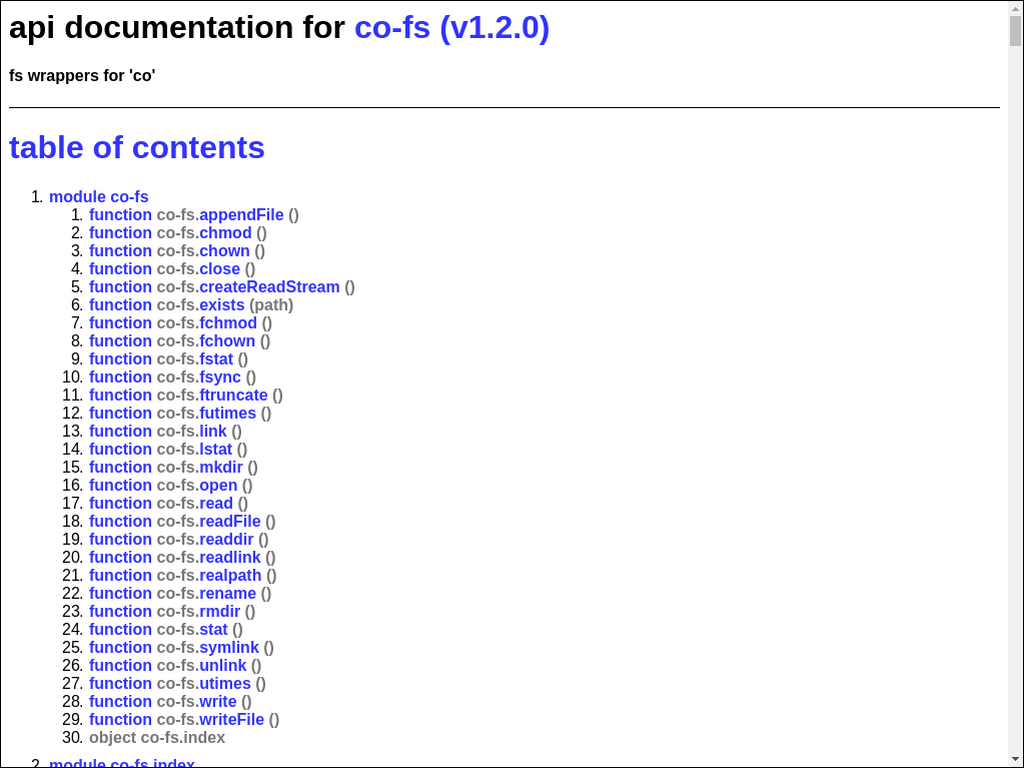 api documentation for co-fs (v1.2.0)
fs wrappers for 'co'
table of contents
1. module co-fs
1. function co-fs.appendFile ()
2. function co-fs.chmod ()
3. function co-fs.chown ()
4. function co-fs.close ()
5. function co-fs.createReadStream ()
6. function co-fs.exists (path)
7. function co-fs.fchmod ()
8. function co-fs.fchown ()
9. function co-fs.fstat ()
10. function co-fs.fsync ()
11. function co-fs.ftruncate ()
12. function co-fs.futimes ()
13. function co-fs.link ()
14. function co-fs.lstat ()
15. function co-fs.mkdir ()
16. function co-fs.open ()
17. function co-fs.read ()
18. function co-fs.readFile ()
19. function co-fs.readdir ()
20. function co-fs.readlink ()
21. function co-fs.realpath ()
22. function co-fs.rename ()
23. function co-fs.rmdir ()
24. function co-fs.stat ()
25. function co-fs.symlink ()
26. function co-fs.unlink ()
27. function co-fs.utimes ()
28. function co-fs.write ()
29. function co-fs.writeFile ()
30. object co-fs.index
2. module co-fs.index